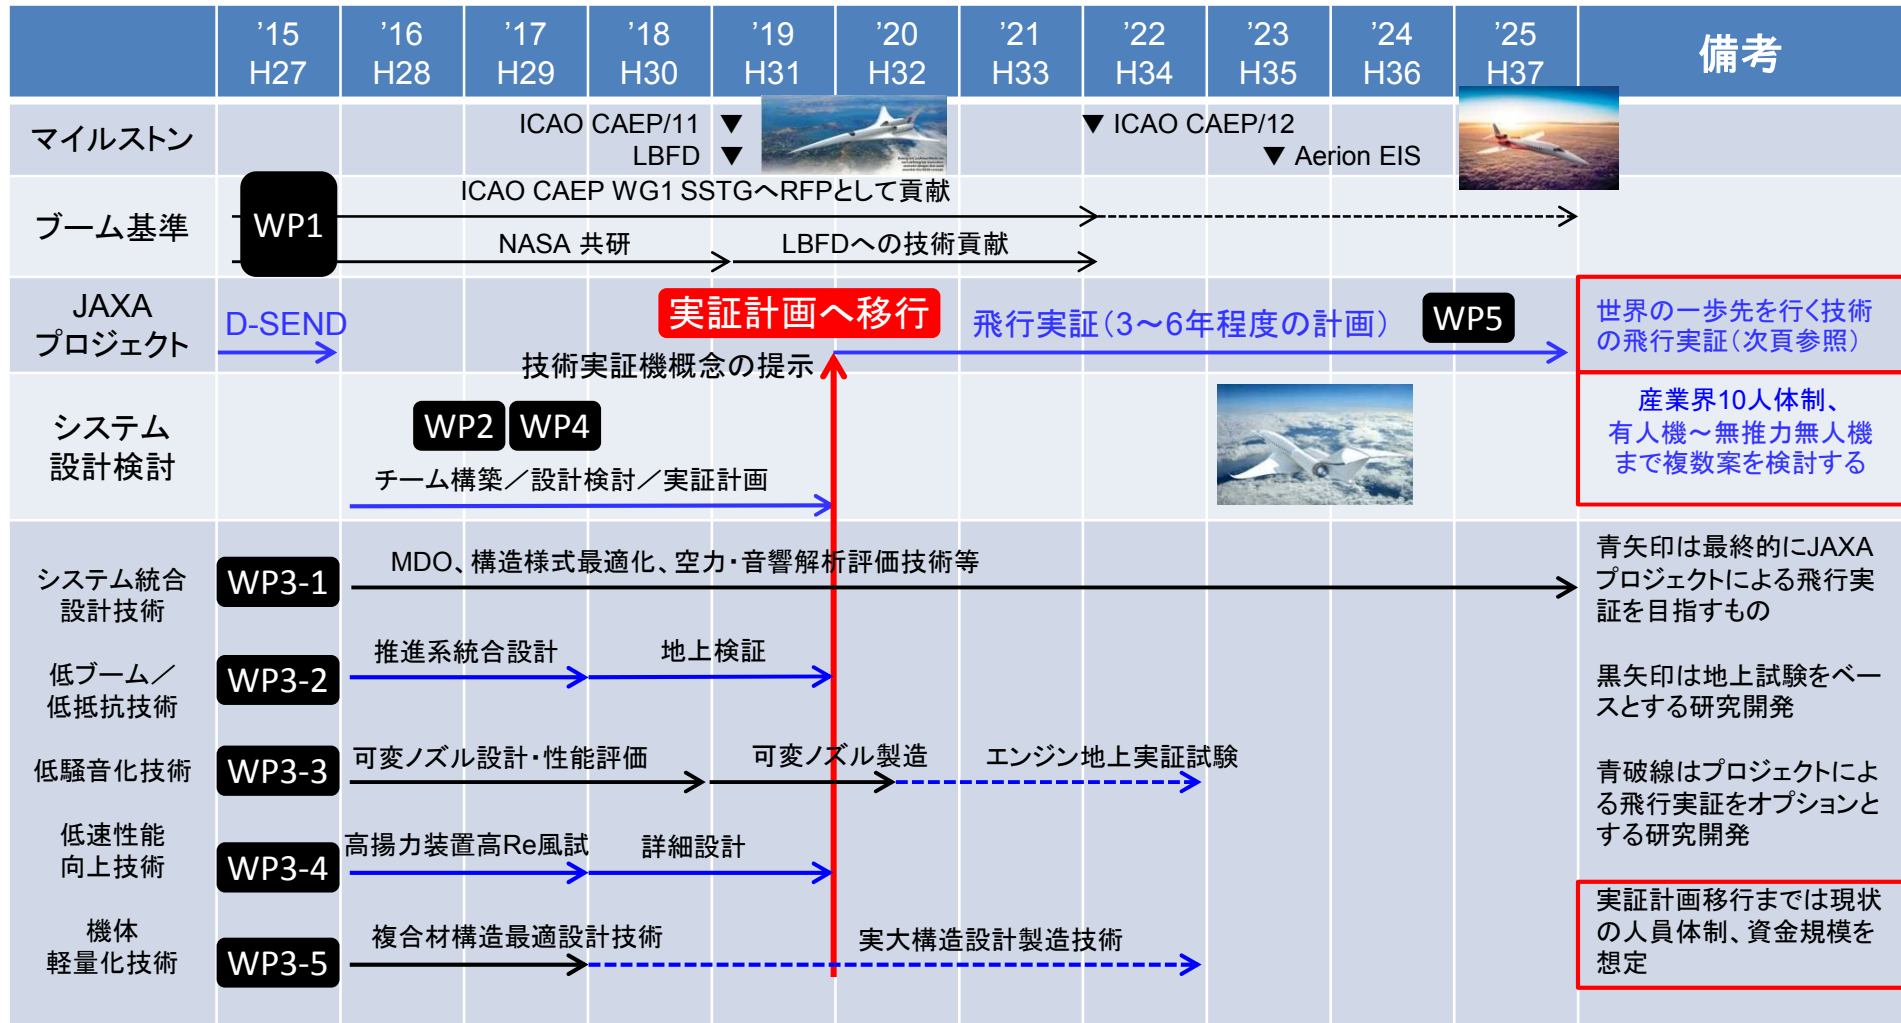 ’15 ’16 ’17 ’18 ’19 ’20 ’21 ’22 ’23 ’24 ’25 備考
H27 H28 H29 H30 H31 H32 H33 H34 H35 H36 H37
マイルストン
ICAO CAEP/11 ▼
LBFD ▼
▼ ICAO CAEP/12
▼ Aerion EIS
ブーム基準
WP1
ICAO CAEP WG1 SSTGへRFPとして貢献
NASA 共研
LBFDへの技術貢献
JAXA
プロジェクト
D-SEND
実証計画へ移行
飛行実証(3～6年程度の計画)
WP5
世界の一歩先を行く技術
の飛行実証(次頁参照)
技術実証機概念の提示
システム
設計検討
WP2 WP4
チーム構築／設計検討／実証計画
産業界10人体制、
有人機～無推力無人機
まで複数案を検討する
システム統合
設計技術
WP3-1
MDO、構造様式最適化、空力・音響解析評価技術等
青矢印は最終的にJAXA
プロジェクトによる飛行実
証を目指すもの
低ブーム／
低抵抗技術
WP3-2
推進系統合設計
地上検証
黒矢印は地上試験をベー
スとする研究開発
低騒音化技術
WP3-3
可変ノズル設計・性能評価
可変ノズル製造
エンジン地上実証試験
青破線はプロジェクトによ
る飛行実証をオプションと
する研究開発
低速性能
向上技術
WP3-4
高揚力装置高Re風試
詳細設計
機体
軽量化技術
WP3-5
複合材構造最適設計技術
実大構造設計製造技術
実証計画移行までは現状
の人員体制、資金規模を
想定